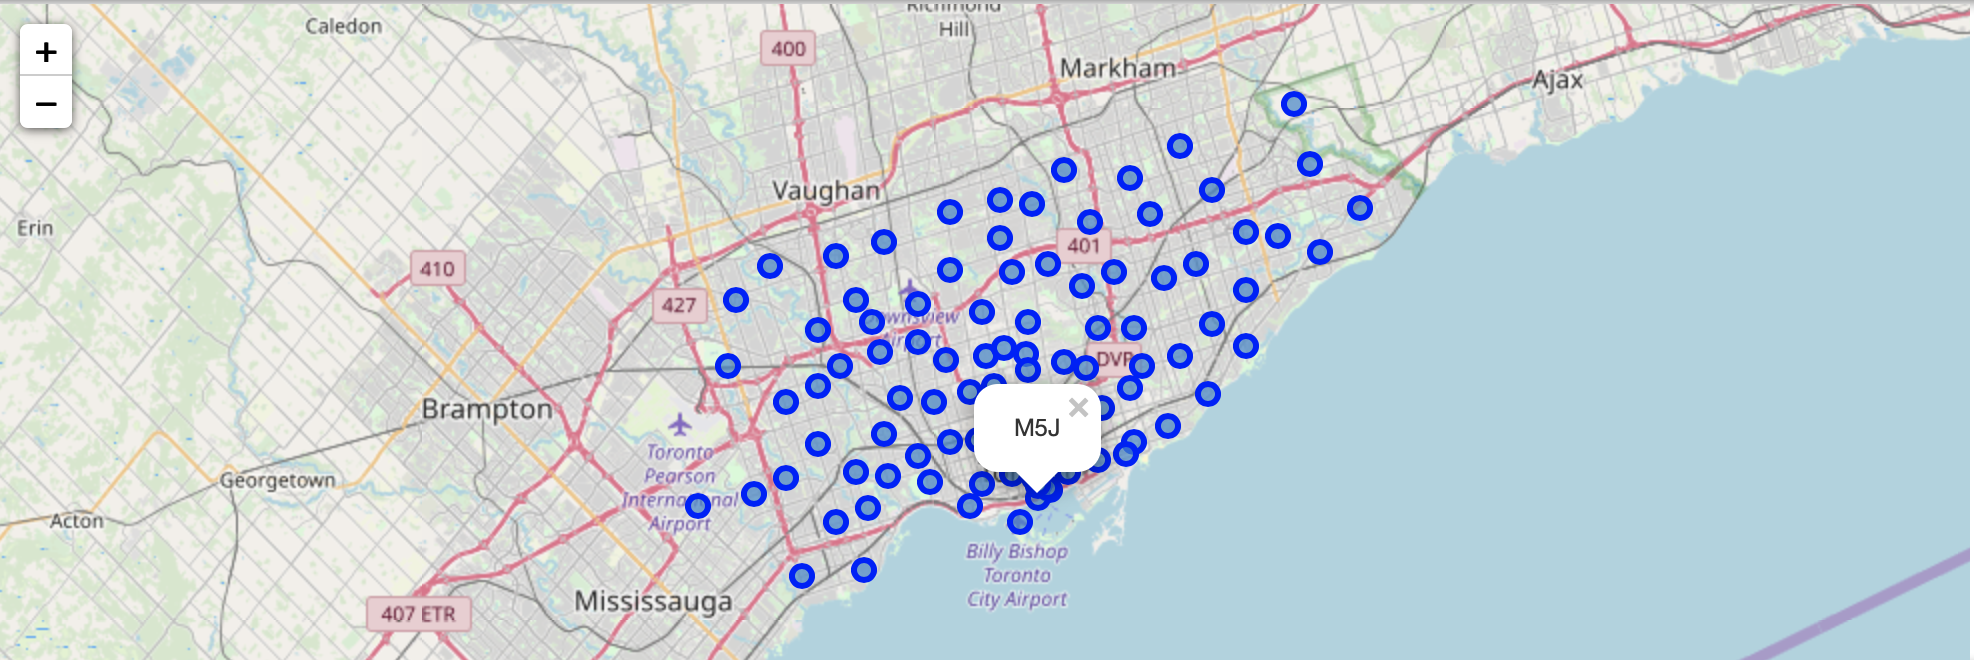 +
−
Caledon
Richmond
Hill
400
Markham
Ajax
Vaughan
Erin
410
401
427
Airport
DVP
Brampton
M5J
×
Toronto
Pearson
International
Airport
Georgetown
Acton
Billy Bishop
Toronto
City Airport
Mississauga
407 ETR